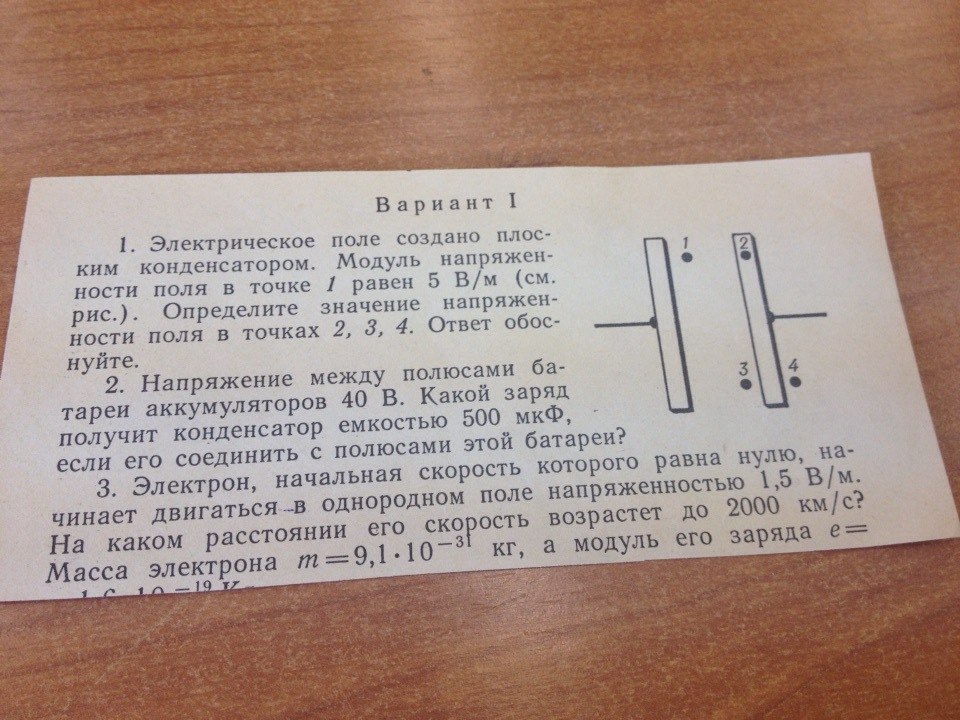 Вариант I
1. Электрическое поле создано плос-
ким конденсатором. Модуль напряжен-
ности поля в точке 1 равен 5 В/м (см.
рис.). Определите значение напряжен-
ности поля в точках 2, 3, 4. Ответ обос-
нуйте.
1
2
3
4
2. Напряжение между полюсами ба-
тареи аккумуляторов 40 В. Какой заряд
получит конденсатор емкостью 500 мкФ,
если его соединить с полюсами этой батареи?
3. Электрон, начальная скорость которого равна нулю, на-
чинает двигаться в однородном поле напряженностью 1,5 В/м.
На каком расстоянии его скорость возрастет до 2000 км/с?
Масса электрона m=9,1·10⁻³¹ кг, а модуль его заряда e=